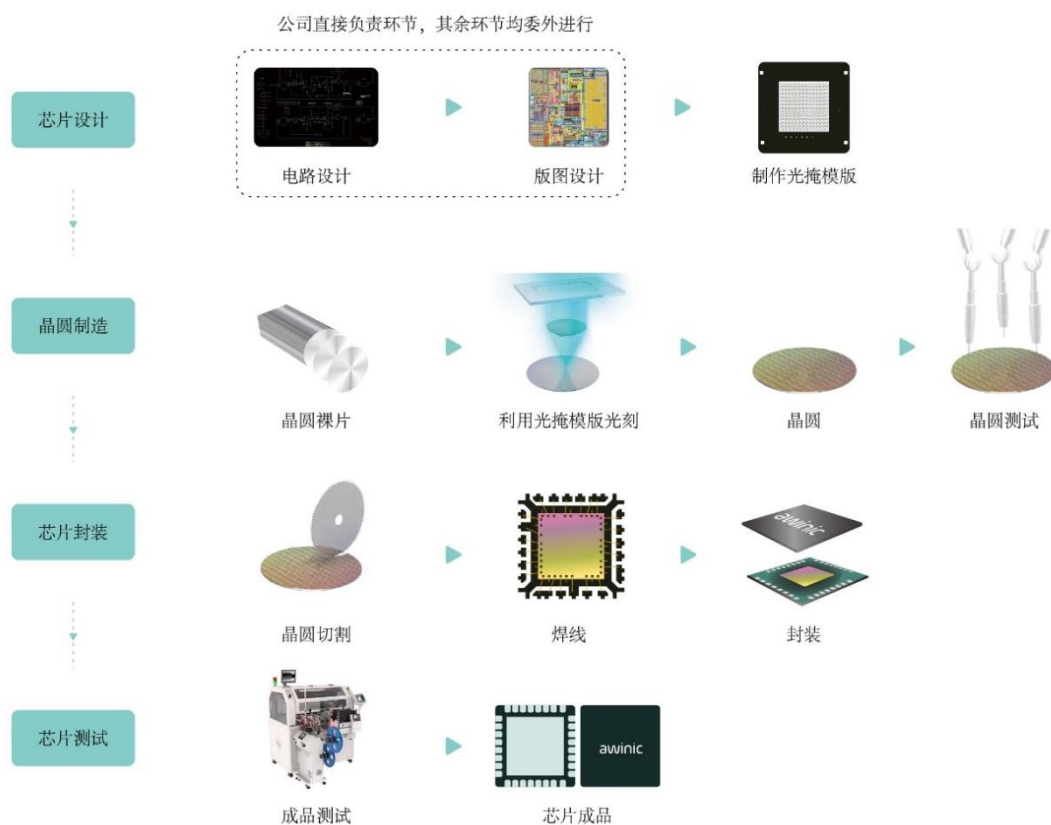 公司直接负责环节，其余环节均委外进行
芯片设计
电路设计
版图设计
制作光掩模版
晶圆制造
晶圆裸片
利用光掩模版光刻
晶圆
晶圆测试
芯片封装
awinic
晶圆切割
焊线
封装
芯片测试
awinic
成品测试
芯片成品